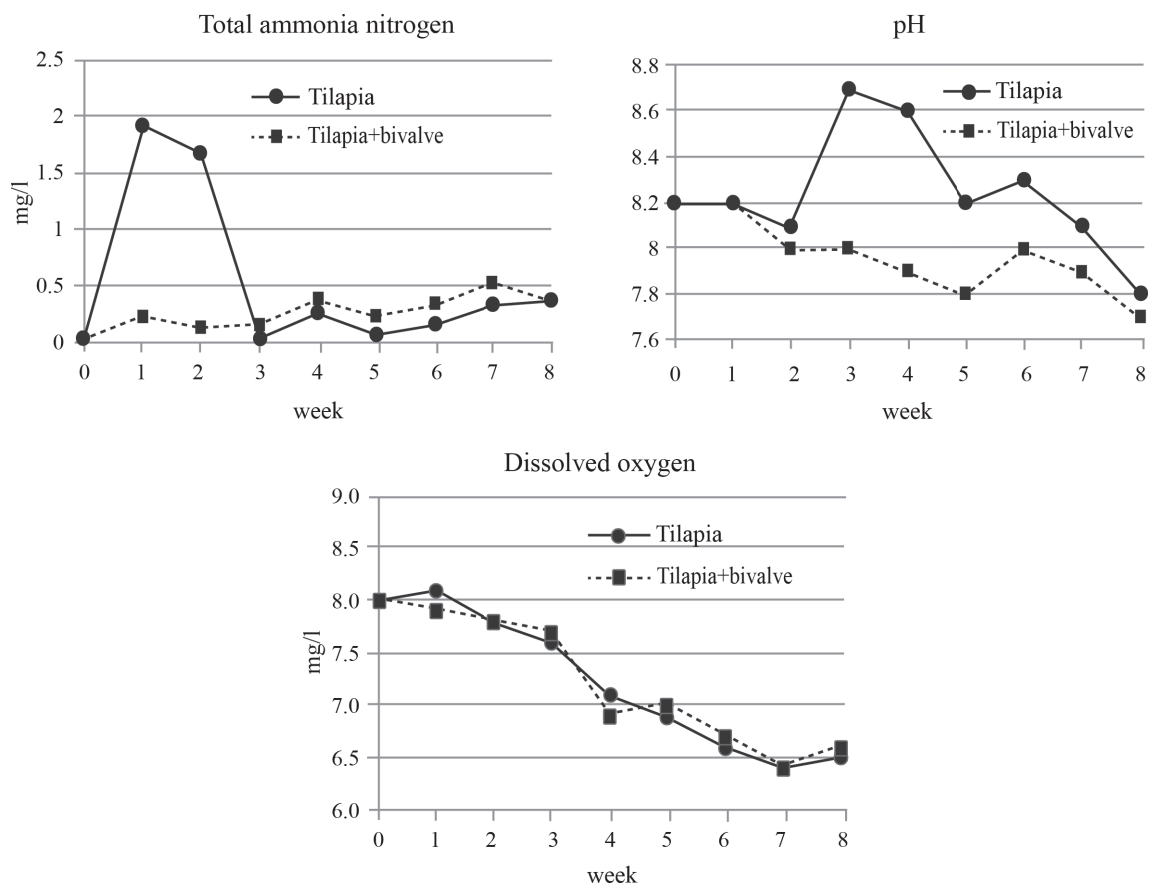 Total ammonia nitrogen
2.5
2
1.5
1
0.5
0
mg/l
Tilapia
Tilapia+bivalve
0 1 2 3 4 5 6 7 8
week
pH
8.8
8.6
8.4
8.2
8
7.8
7.6
Tilapia
Tilapia+bivalve
0 1 2 3 4 5 6 7 8
week
Dissolved oxygen
9.0
8.5
8.0
7.5
7.0
6.5
6.0
mg/l
Tilapia
Tilapia+bivalve
0 1 2 3 4 5 6 7 8
week